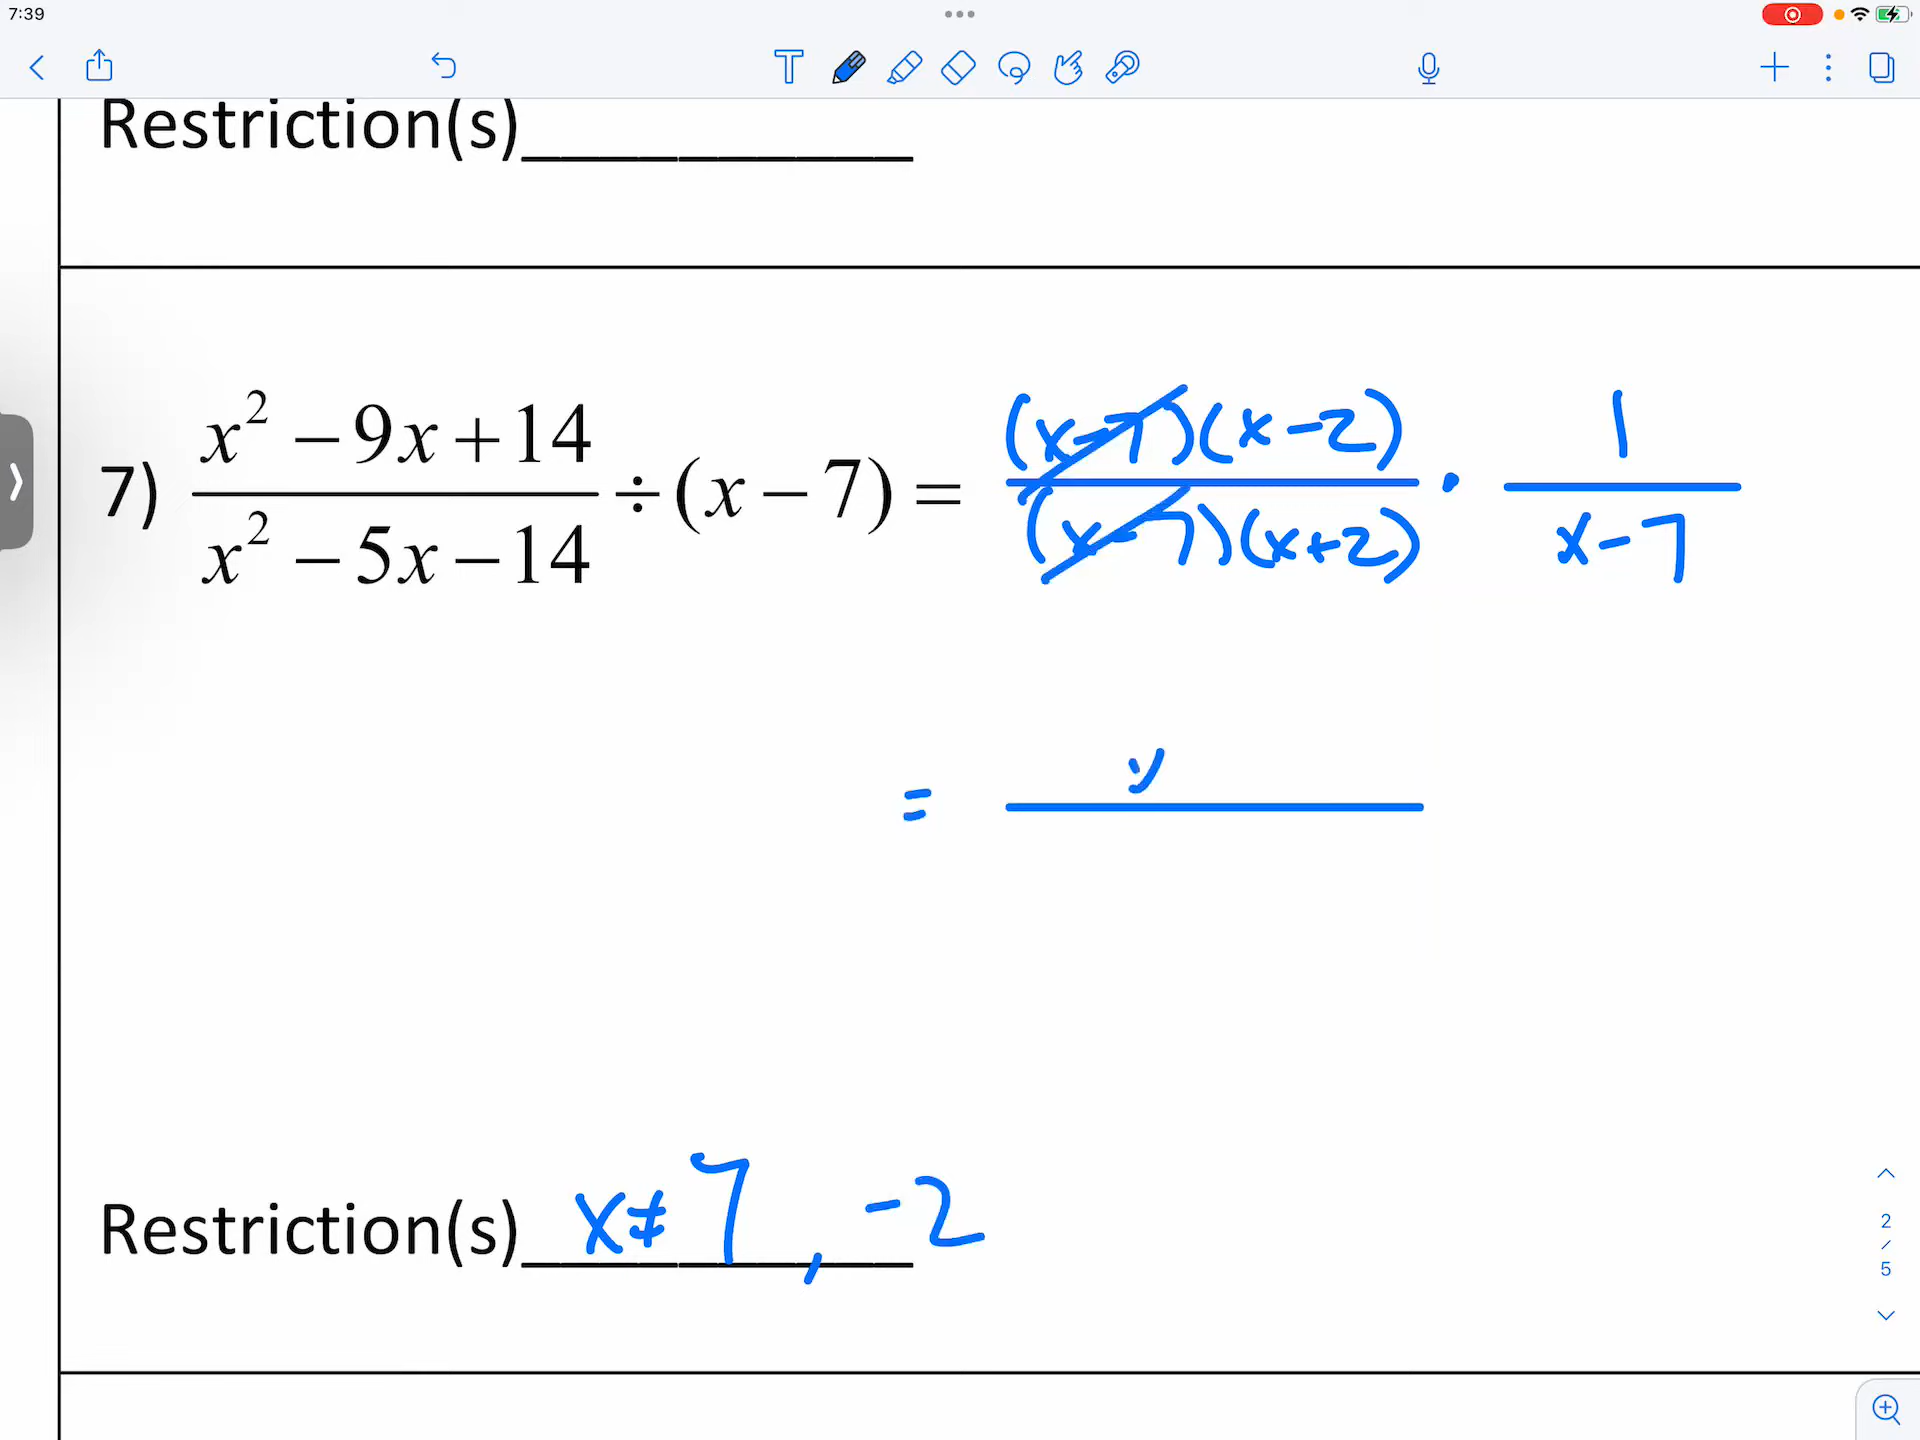 7:39
Restriction(s)__________
7) (x² − 9x + 14)/(x² − 5x − 14) ÷ (x − 7) = ((x-7)(x-2))/((x-7)(x+2)) · 1/(x-7)
=
Restriction(s) x≠7, -2
2/5